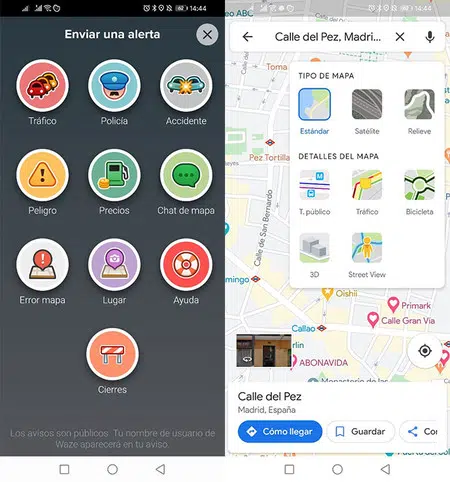 14:44
Enviar una alerta
Tráfico
Policía
Accidente
Peligro
Precios
Chat de mapa
Error mapa
Lugar
Ayuda
Cierres
Los avisos son públicos. Tu nombre de usuario de
Waze aparecerá en tu aviso.
14:44
Calle del Pez, Madri...
TIPO DE MAPA
Estándar
Satélite
Relieve
DETALLES DEL MAPA
T. público
Tráfico
Bicicleta
3D
Street View
Toma
Pez Tortilla
Calle de San Bernardo
Domingo
Oishii
Primark
Calle Gran Vía
Callao
ABONAVIDA
Monasterio de las
Calle del Pez
Madrid, España
Cómo llegar
Guardar